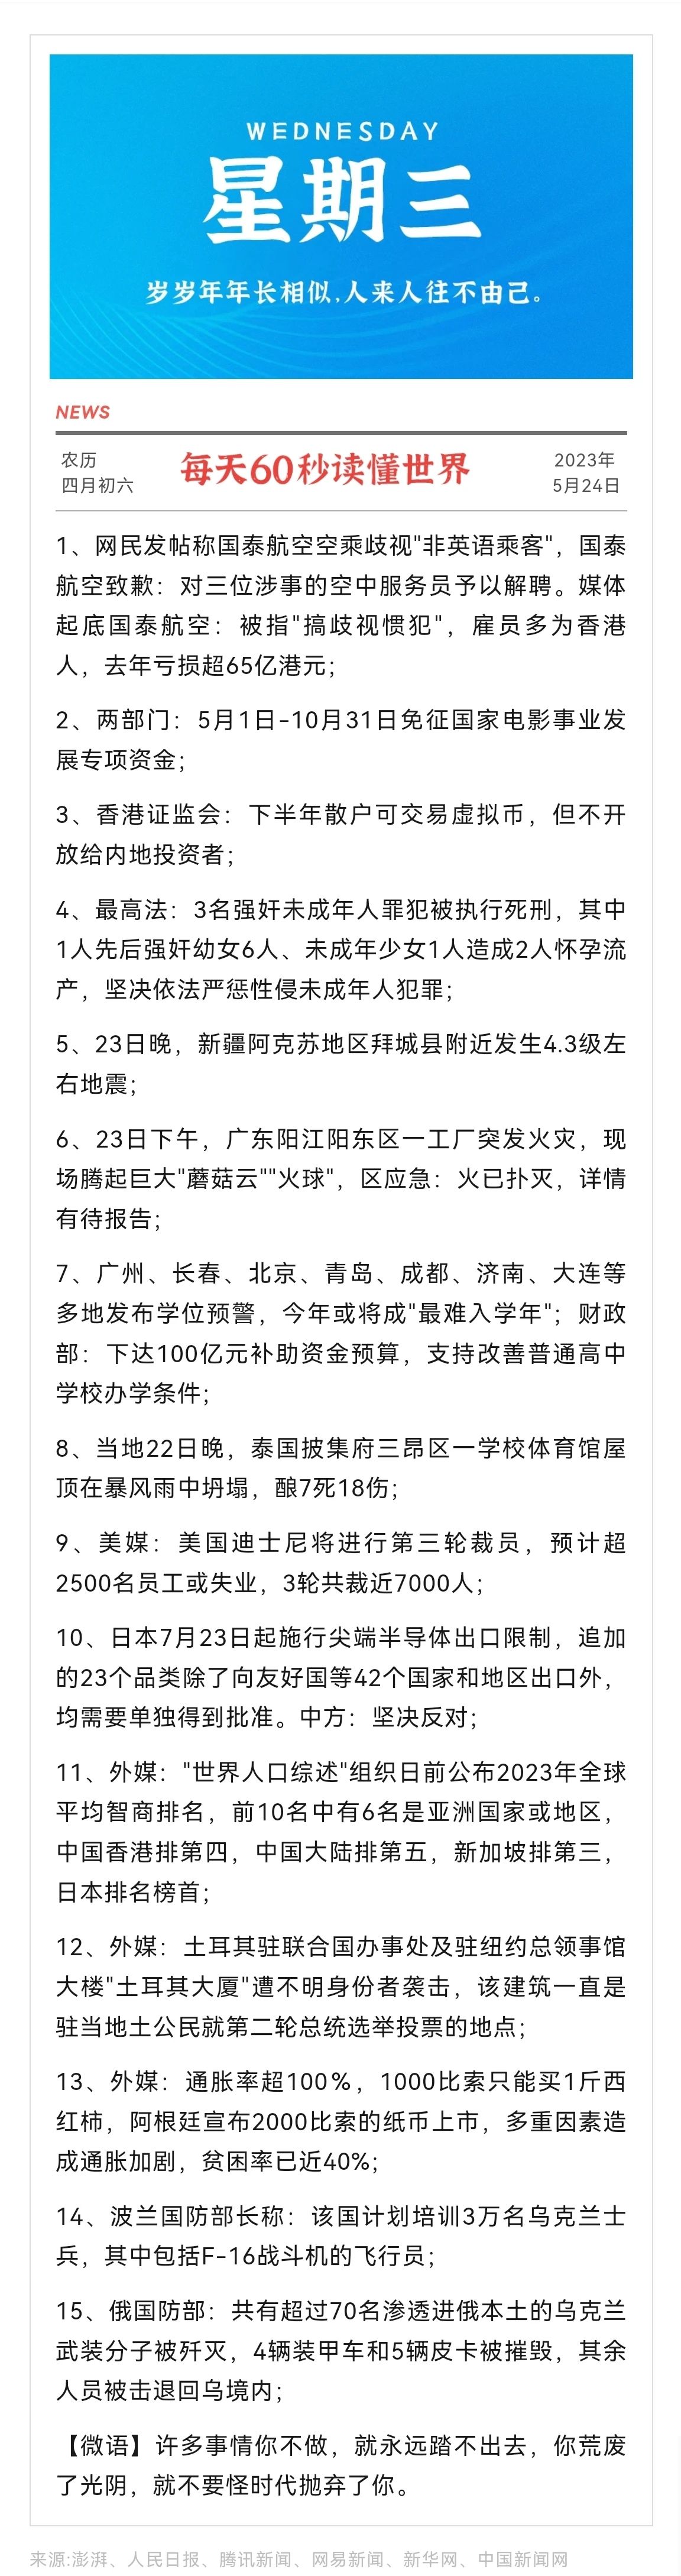 WEDNESDAY
星期三
岁岁年年长相似,人来人往不由己。
NEWS
农历
四月初六
每天60秒读懂世界
2023年
5月24日
1、网民发帖称国泰航空空乘歧视"非英语乘客"，国泰
航空致歉：对三位涉事的空中服务员予以解聘。媒体
起底国泰航空：被指"搞歧视惯犯"，雇员多为香港
人，去年亏损超65亿港元；
2、两部门：5月1日-10月31日免征国家电影事业发
展专项资金；
3、香港证监会：下半年散户可交易虚拟币，但不开
放给内地投资者；
4、最高法：3名强奸未成年人罪犯被执行死刑，其中
1人先后强奸幼女6人、未成年少女1人造成2人怀孕流
产，坚决依法严惩性侵未成年人犯罪；
5、23日晚，新疆阿克苏地区拜城县附近发生4.3级左
右地震；
6、23日下午，广东阳江阳东区一工厂突发火灾，现
场腾起巨大"蘑菇云""火球"，区应急：火已扑灭，详情
有待报告；
7、广州、长春、北京、青岛、成都、济南、大连等
多地发布学位预警，今年或将成"最难入学年"；财政
部：下达100亿元补助资金预算，支持改善普通高中
学校办学条件；
8、当地22日晚，泰国披集府三昂区一学校体育馆屋
顶在暴风雨中坍塌，酿7死18伤；
9、美媒：美国迪士尼将进行第三轮裁员，预计超
2500名员工或失业，3轮共裁近7000人；
10、日本7月23日起施行尖端半导体出口限制，追加
的23个品类除了向友好国等42个国家和地区出口外，
均需要单独得到批准。中方：坚决反对；
11、外媒："世界人口综述"组织日前公布2023年全球
平均智商排名，前10名中有6名是亚洲国家或地区，
中国香港排第四，中国大陆排第五，新加坡排第三，
日本排名榜首；
12、外媒：土耳其驻联合国办事处及驻纽约总领事馆
大楼"土耳其大厦"遭不明身份者袭击，该建筑一直是
驻当地土公民就第二轮总统选举投票的地点；
13、外媒：通胀率超100%，1000比索只能买1斤西
红柿，阿根廷宣布2000比索的纸币上市，多重因素造
成通胀加剧，贫困率已近40%；
14、波兰国防部长称：该国计划培训3万名乌克兰士
兵，其中包括F-16战斗机的飞行员；
15、俄国防部：共有超过70名渗透进俄本土的乌克兰
武装分子被歼灭，4辆装甲车和5辆皮卡被摧毁，其余
人员被击退回乌境内；
【微语】许多事情你不做，就永远踏不出去，你荒废
了光阴，就不要怪时代抛弃了你。
来源:澎湃、人民日报、腾讯新闻、网易新闻、新华网、中国新闻网